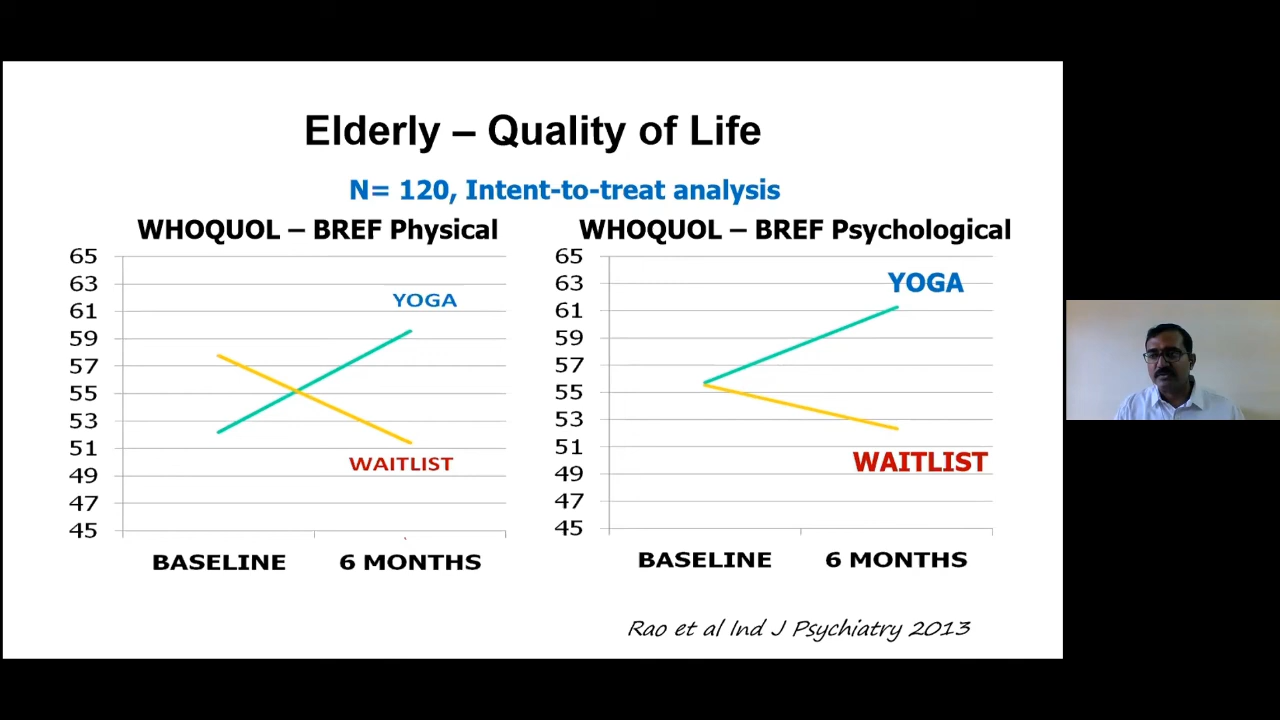 Elderly – Quality of Life
N= 120, Intent-to-treat analysis
WHOQUOL – BREF Physical
65
63
61
59
57
55
53
51
49
47
45
YOGA
WAITLIST
BASELINE
6 MONTHS
WHOQUOL – BREF Psychological
65
63
61
59
57
55
53
51
49
47
45
YOGA
WAITLIST
BASELINE
6 MONTHS
Rao et al Ind J Psychiatry 2013